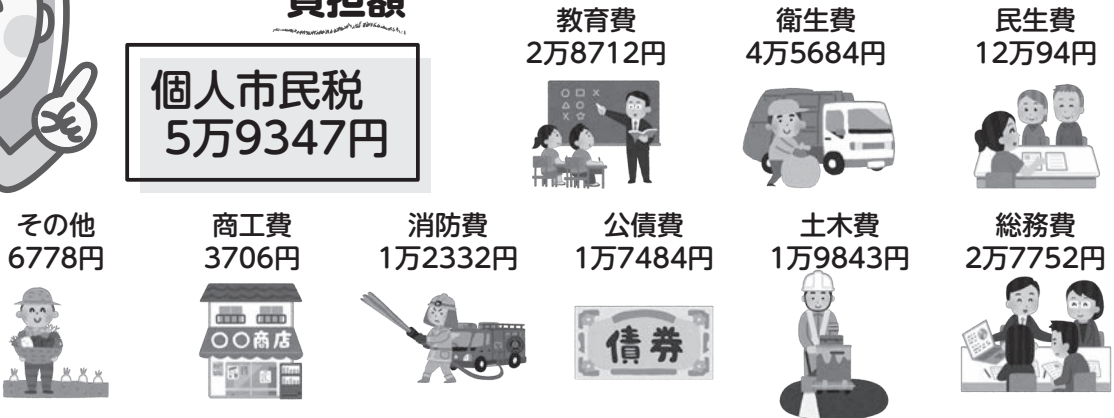 負担額
個人市民税
5万9347円
教育費
2万8712円
衛生費
4万5684円
民生費
12万94円
その他
6778円
商工費
3706円
〇〇商店
消防費
1万2332円
公債費
1万7484円
債券
土木費
1万9843円
総務費
2万7752円